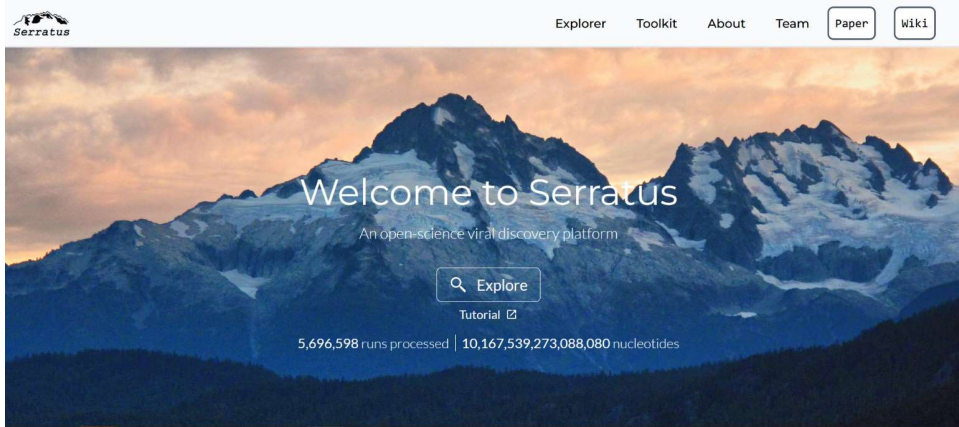 Serratus
Explorer Toolkit About Team Paper Wiki
Welcome to Serratus
An open-science viral discovery platform
Explore
Tutorial
5,696,598 runs processed | 10,167,539,273,088,080 nucleotides